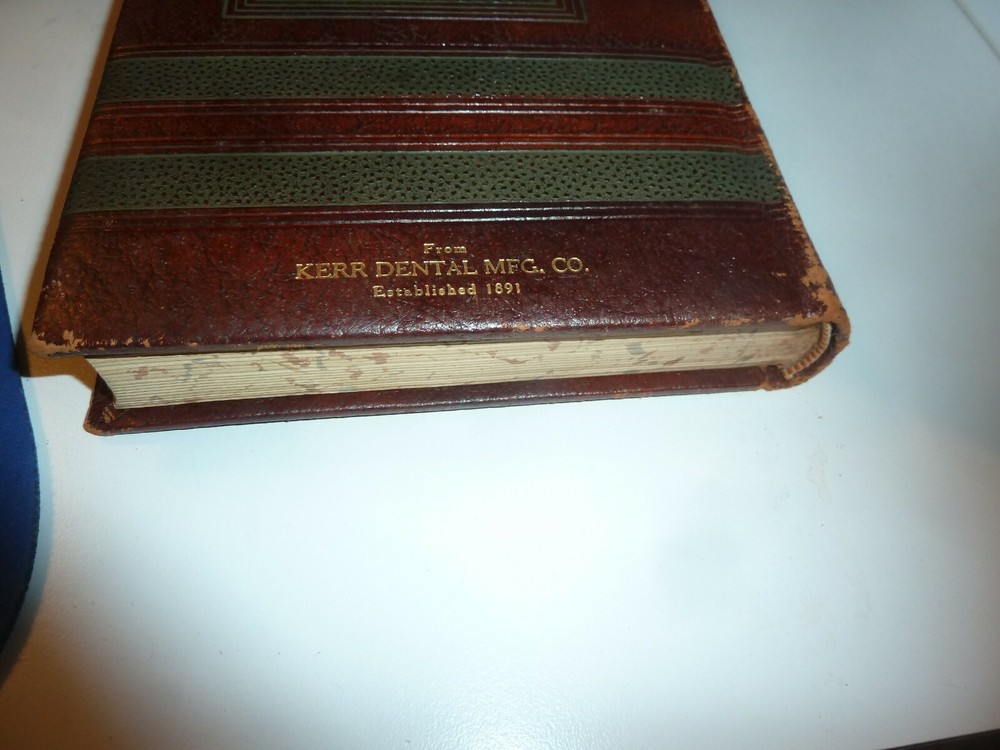 From
KERR DENTAL MFG. CO.
Established 1891